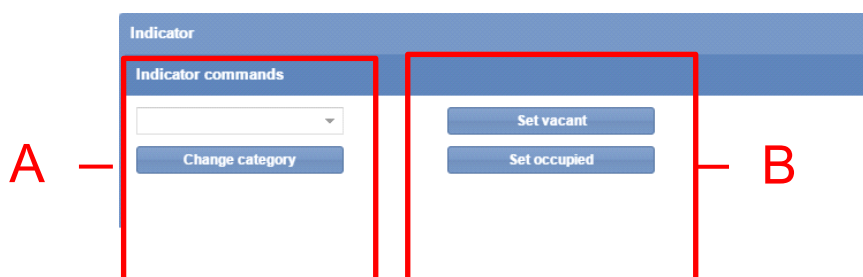 Indicator
Indicator commands
Set vacant
A
Change category
Set occupied
B